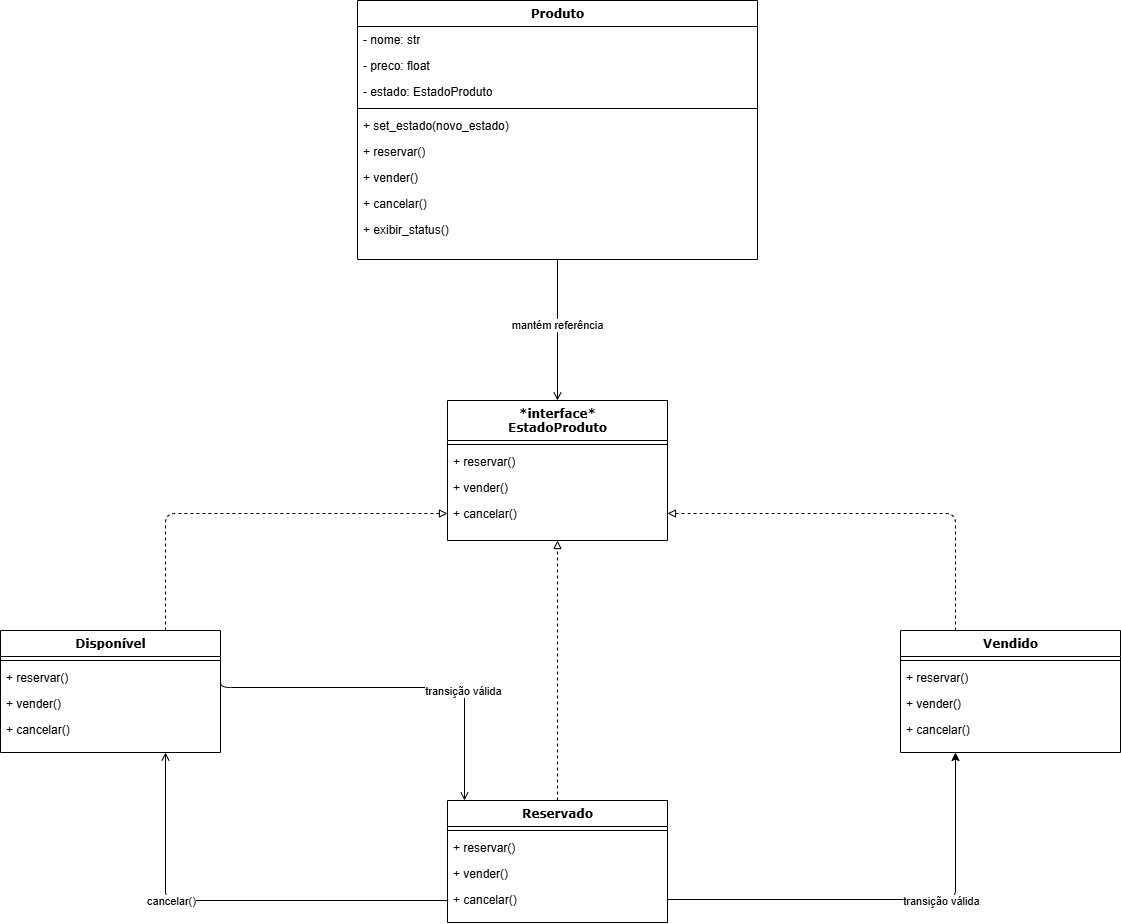 Produto
- nome: str
- preco: float
- estado: EstadoProduto
+ set_estado(novo_estado)
+ reservar()
+ vender()
+ cancelar()
+ exibir_status()
mantém referência
*interface*
EstadoProduto
+ reservar()
+ vender()
+ cancelar()
Disponível
+ reservar()
+ vender()
+ cancelar()
Vendido
+ reservar()
+ vender()
+ cancelar()
transição válida
Reservado
+ reservar()
+ vender()
+ cancelar()
cancelar()
transição válida